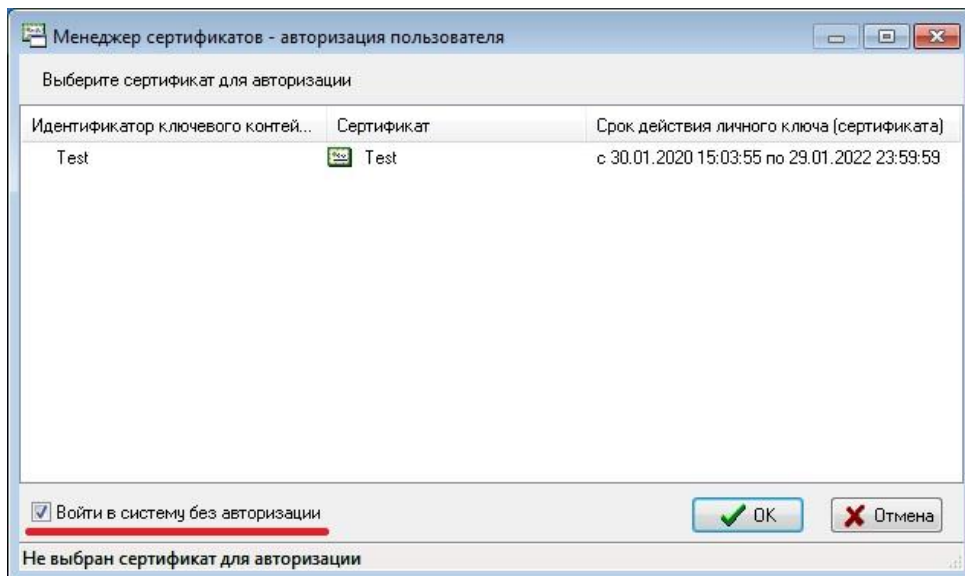 Менеджер сертификатов - авторизация пользователя
Выберите сертификат для авторизации
Идентификатор ключевого контей... Сертификат Срок действия личного ключа (сертификата)
Test Test с 30.01.2020 15:03:55 по 29.01.2022 23:59:59
Войти в систему без авторизации OK Отмена
Не выбран сертификат для авторизации